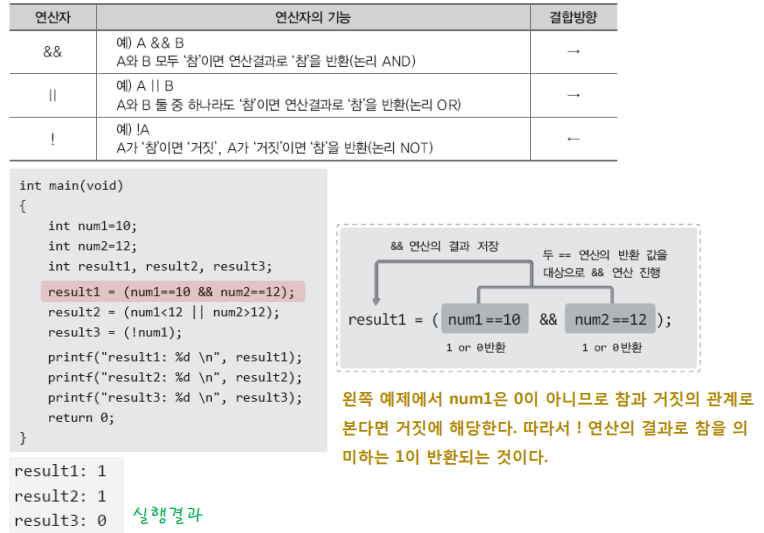 연산자 연산자의 기능 결합방향
&& 예) A && B →
A와 B 모두 '참'이면 연산결과로 '참'을 반환(논리 AND)
|| 예) A || B →
A와 B 둘 중 하나라도 '참'이면 연산결과로 '참'을 반환(논리 OR)
! 예) !A ←
A가 '참'이면 '거짓', A가 '거짓'이면 '참'을 반환(논리 NOT)
int main(void)
{
int num1=10;
int num2=12;
int result1, result2, result3;
result1 = (num1==10 && num2==12);
result2 = (num1<12 || num2>12);
result3 = (!num1);
printf("result1: %d \n", result1);
printf("result2: %d \n", result2);
printf("result3: %d \n", result3);
return 0;
}
&& 연산의 결과 저장
두 == 연산의 반환 값을
대상으로 && 연산 진행
result1 = ( num1==10 && num2==12 );
1 or 0반환 1 or 0반환
왼쪽 예제에서 num1은 0이 아니므로 참과 거짓의 관계로
본다면 거짓에 해당한다. 따라서 ! 연산의 결과로 참을 의
미하는 1이 반환되는 것이다.
result1: 1
result2: 1
result3: 0
실행결과